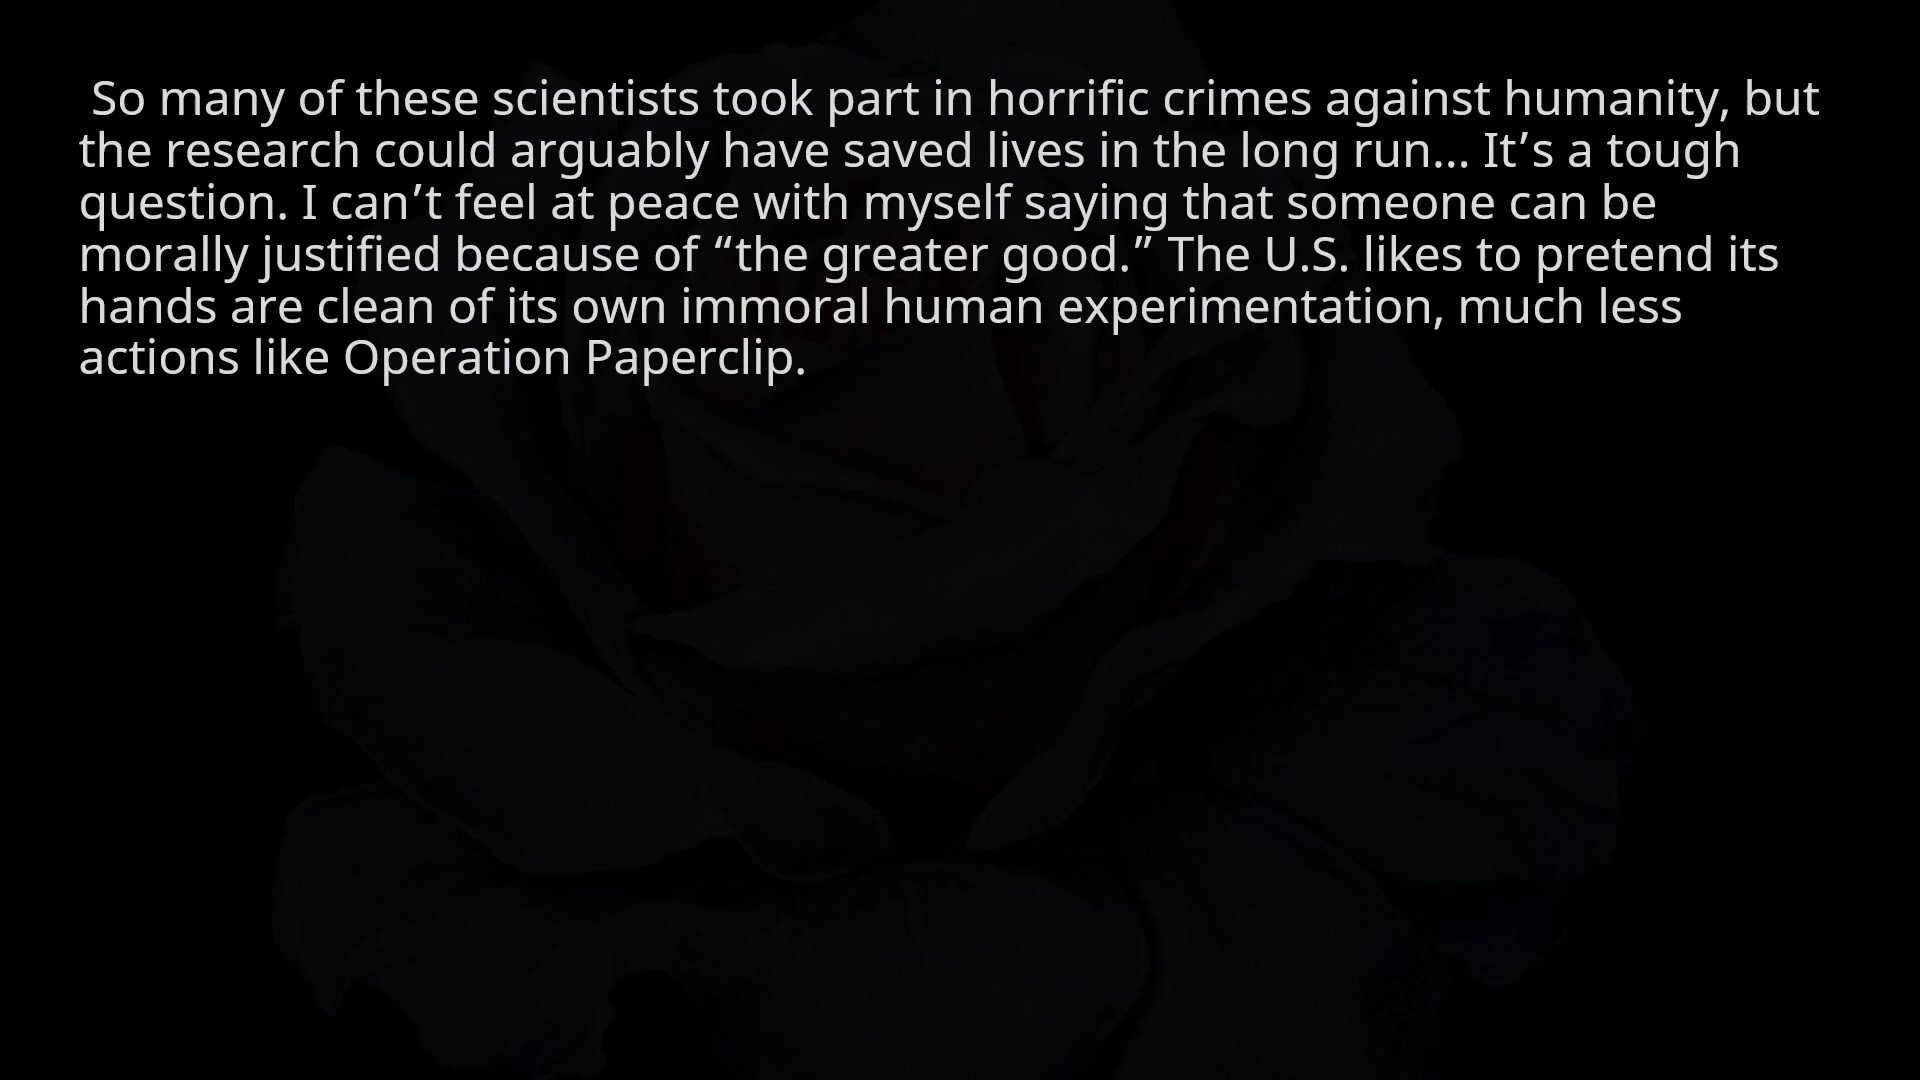 So many of these scientists took part in horrific crimes against humanity, but
the research could arguably have saved lives in the long run... It’s a tough
question. I can’t feel at peace with myself saying that someone can be
morally justified because of “the greater good.” The U.S. likes to pretend its
hands are clean of its own immoral human experimentation, much less
actions like Operation Paperclip.